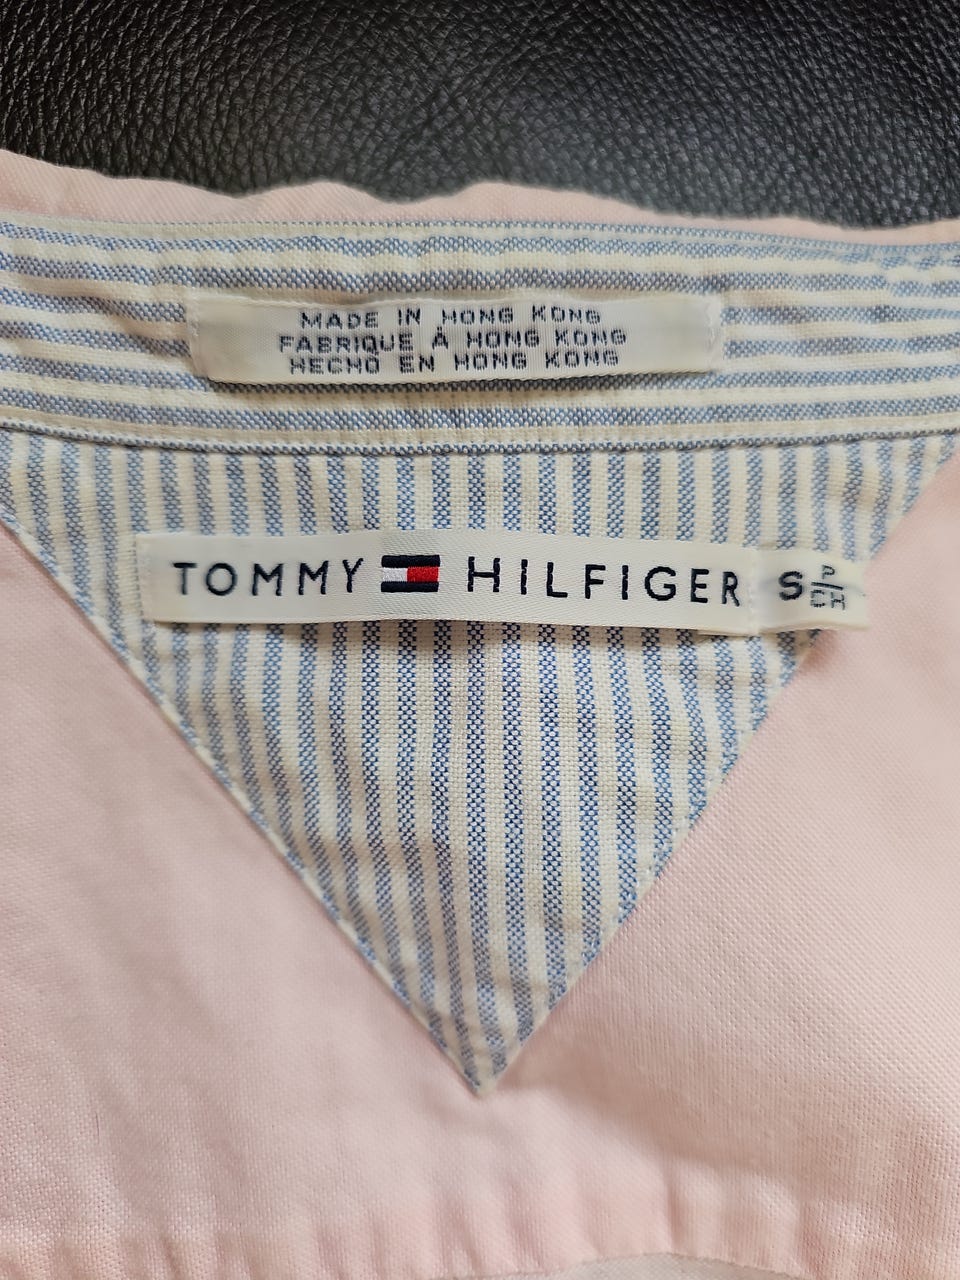 MADE IN HONG KONG
FABRIQUE À HONG KONG
HECHO EN HONG KONG
TOMMY HILFIGER S P/CH